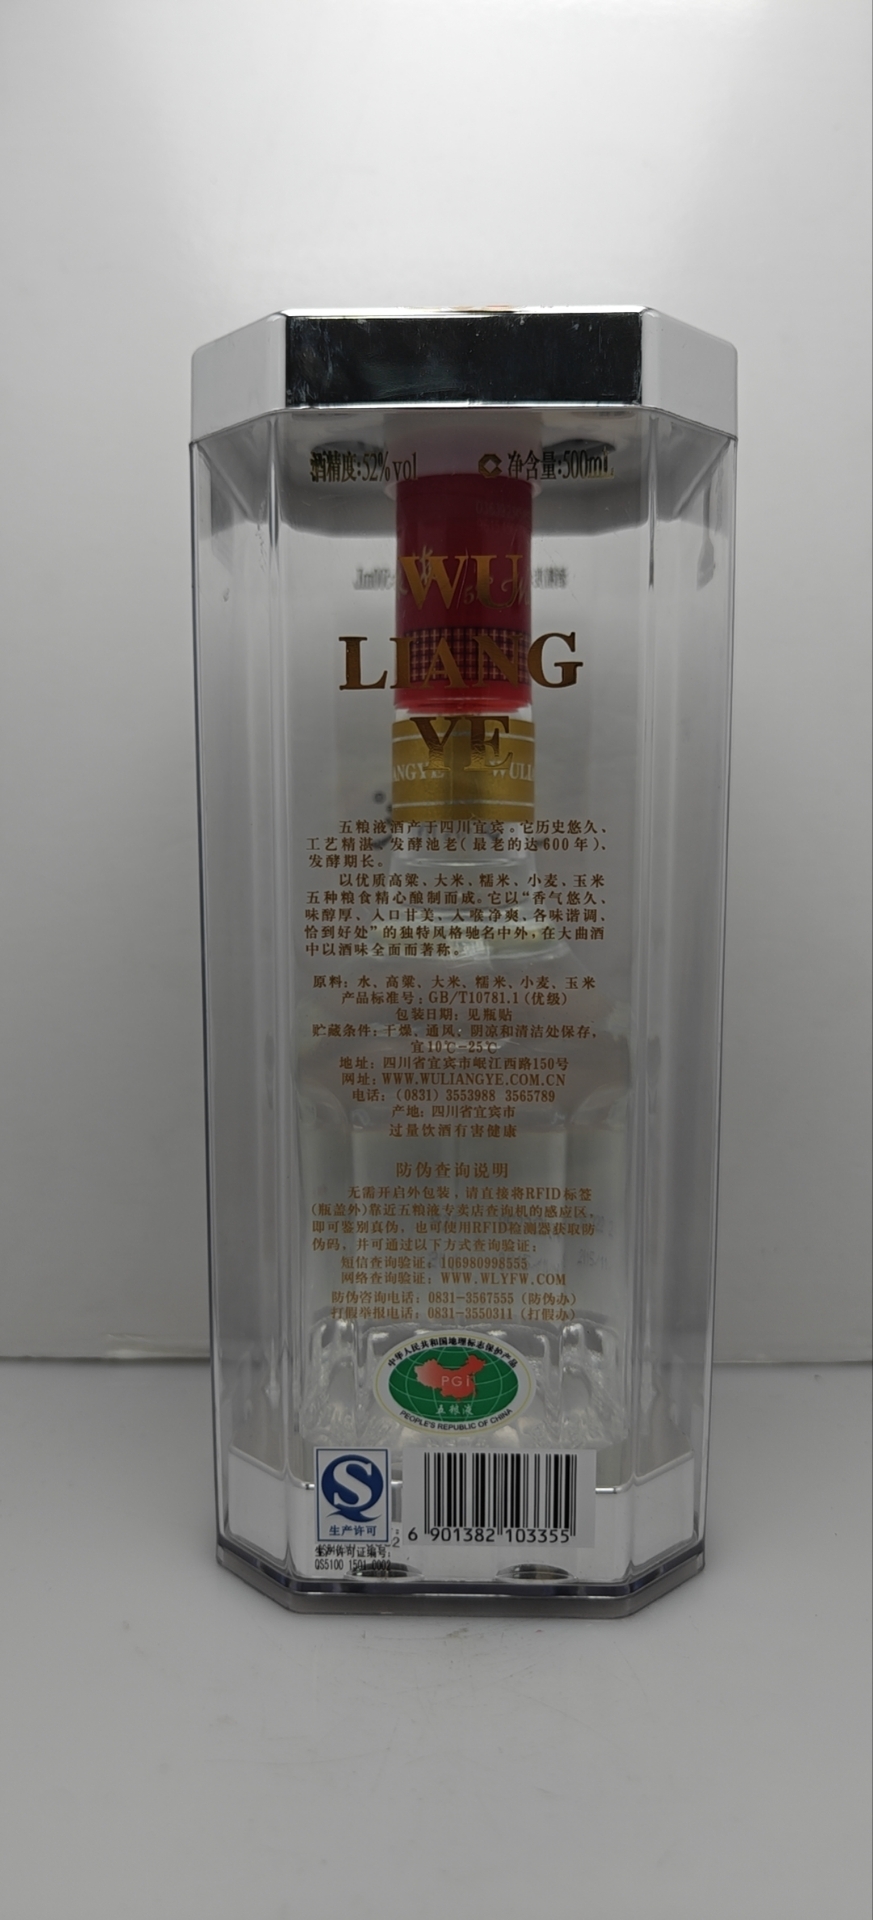 酒精度:52%vol 净含量:500mL
WU
LIANG
YE
ANGYE WULI
五粮液酒产于四川宜宾。它历史悠久、
工艺精湛、发酵池老(最老的达600年)、
发酵期长。
以优质高粱、大米、糯米、小麦、玉米
五种粮食精心酿制而成。它以“香气悠久、
味醇厚、入口甘美、入喉净爽、各味谐调、
恰到好处”的独特风格驰名中外,在大曲酒
中以酒味全面而著称。
原料: 水、高粱、大米、糯米、小麦、玉米
产品标准号: GB/T10781.1(优级)
包装日期: 见瓶贴
贮藏条件: 干燥、通风、阴凉和清洁处保存,
宜10℃-25℃
地址: 四川省宜宾市岷江西路150号
网址: WWW.WULIANGYE.COM.CN
电话: (0831) 3553988 3565789
产地: 四川省宜宾市
过量饮酒有害健康
防伪查询说明
无需开启外包装,请直接将RFID标签
(瓶盖外)靠近五粮液专卖店查询机的感应区,
即可鉴别真伪,也可使用RFID检测器获取防
伪码,并可通过以下方式查询验证:
短信查询验证: 106980998555
网络查询验证: WWW.WLYFW.COM
防伪咨询电话: 0831-3567555 (防伪办)
打假举报电话: 0831-3550311 (打假办)
中华人民共和国地理标志保护产品
PGI
五粮液
PEOPLE'S REPUBLIC OF CHINA
生产许可
生产许可证编号:
QS5100 1501 0002
6 901382 103355